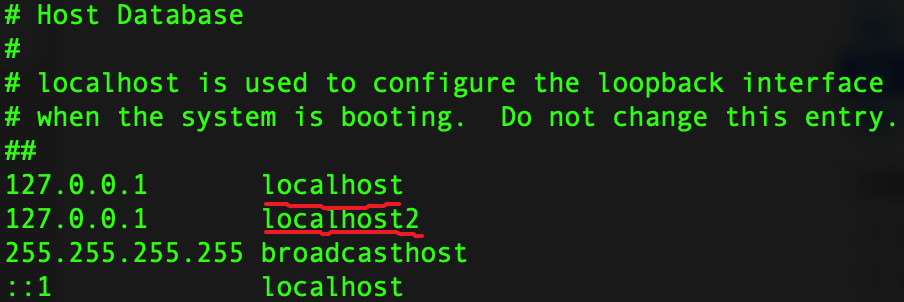 # Host Database
#
# localhost is used to configure the loopback interface
# when the system is booting.  Do not change this entry.
##
127.0.0.1       localhost
127.0.0.1       localhost2
255.255.255.255 broadcasthost
::1             localhost